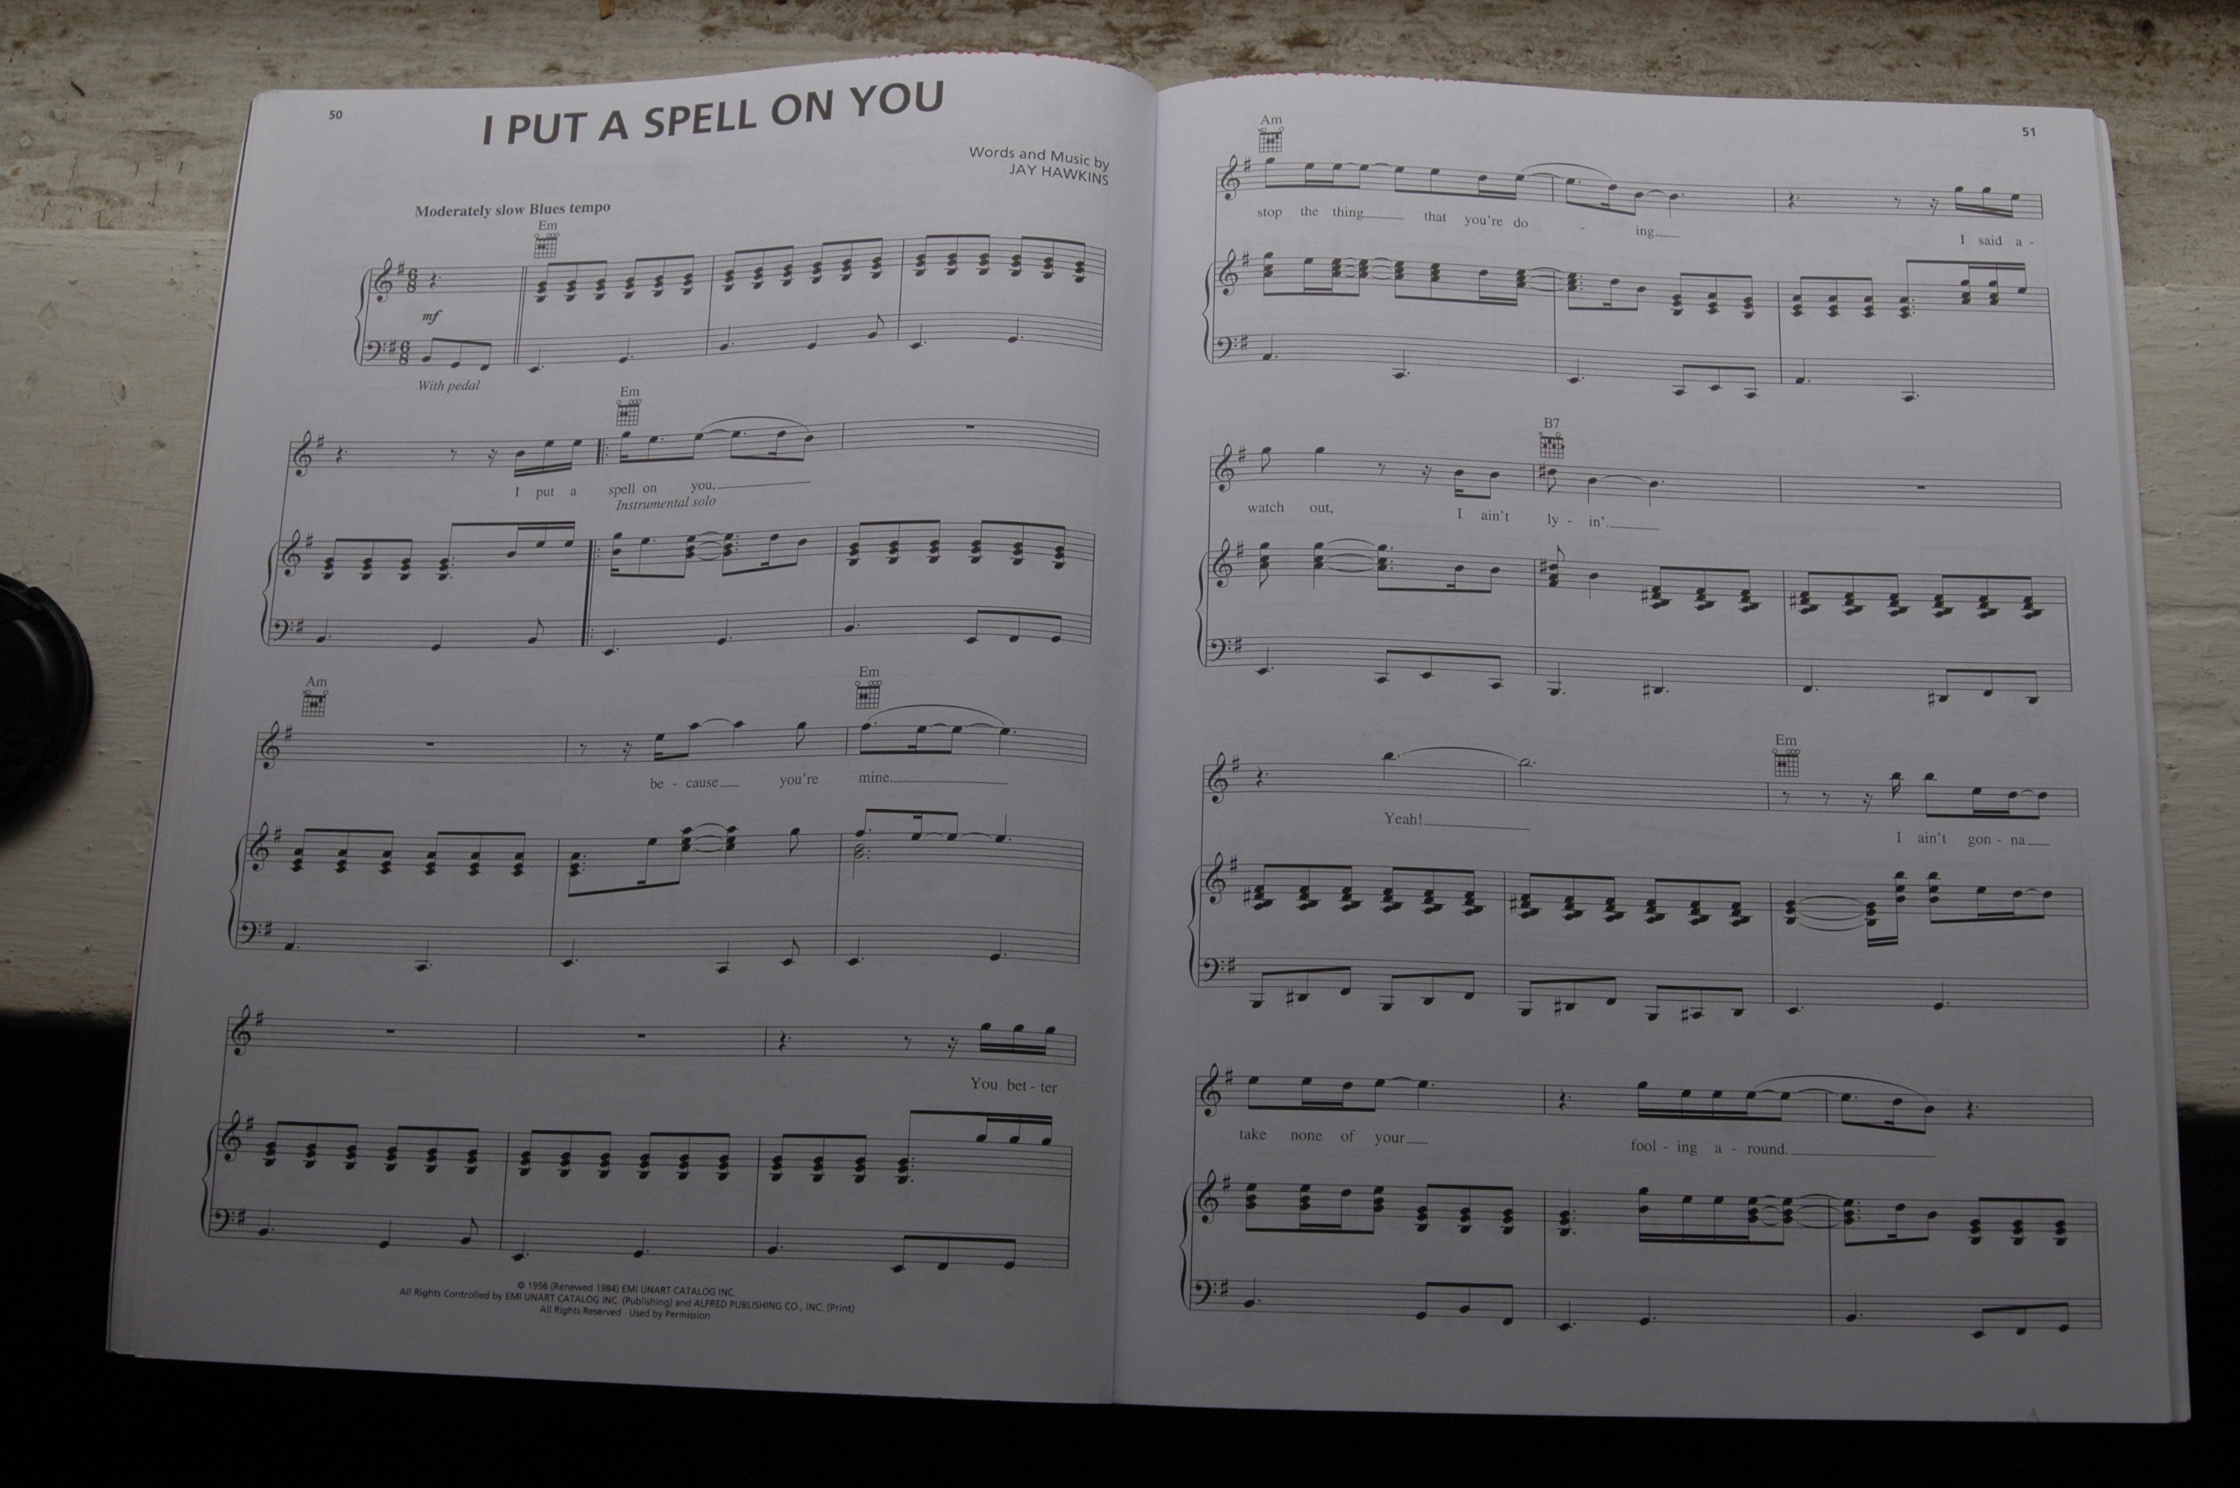 50
I PUT A SPELL ON YOU
Words and Music by
JAY HAWKINS
Moderately slow Blues tempo
Em
6 8
mf
6 8
With pedal
Em
I put a spell on you,
Instrumental solo
Am Em
be - cause you're mine.
You bet - ter
© 1956 (Renewed 1984) EMI UNART CATALOG INC.
All Rights Controlled by EMI UNART CATALOG INC. (Publishing) and ALFRED PUBLISHING CO., INC. (Print)
All Rights Reserved Used by Permission
51
Am
stop the thing that you're do - ing. I said a -
B7
watch out, I ain't ly - in'.
Em
Yeah! I ain't gon - na
take none of your fool - ing a - round.